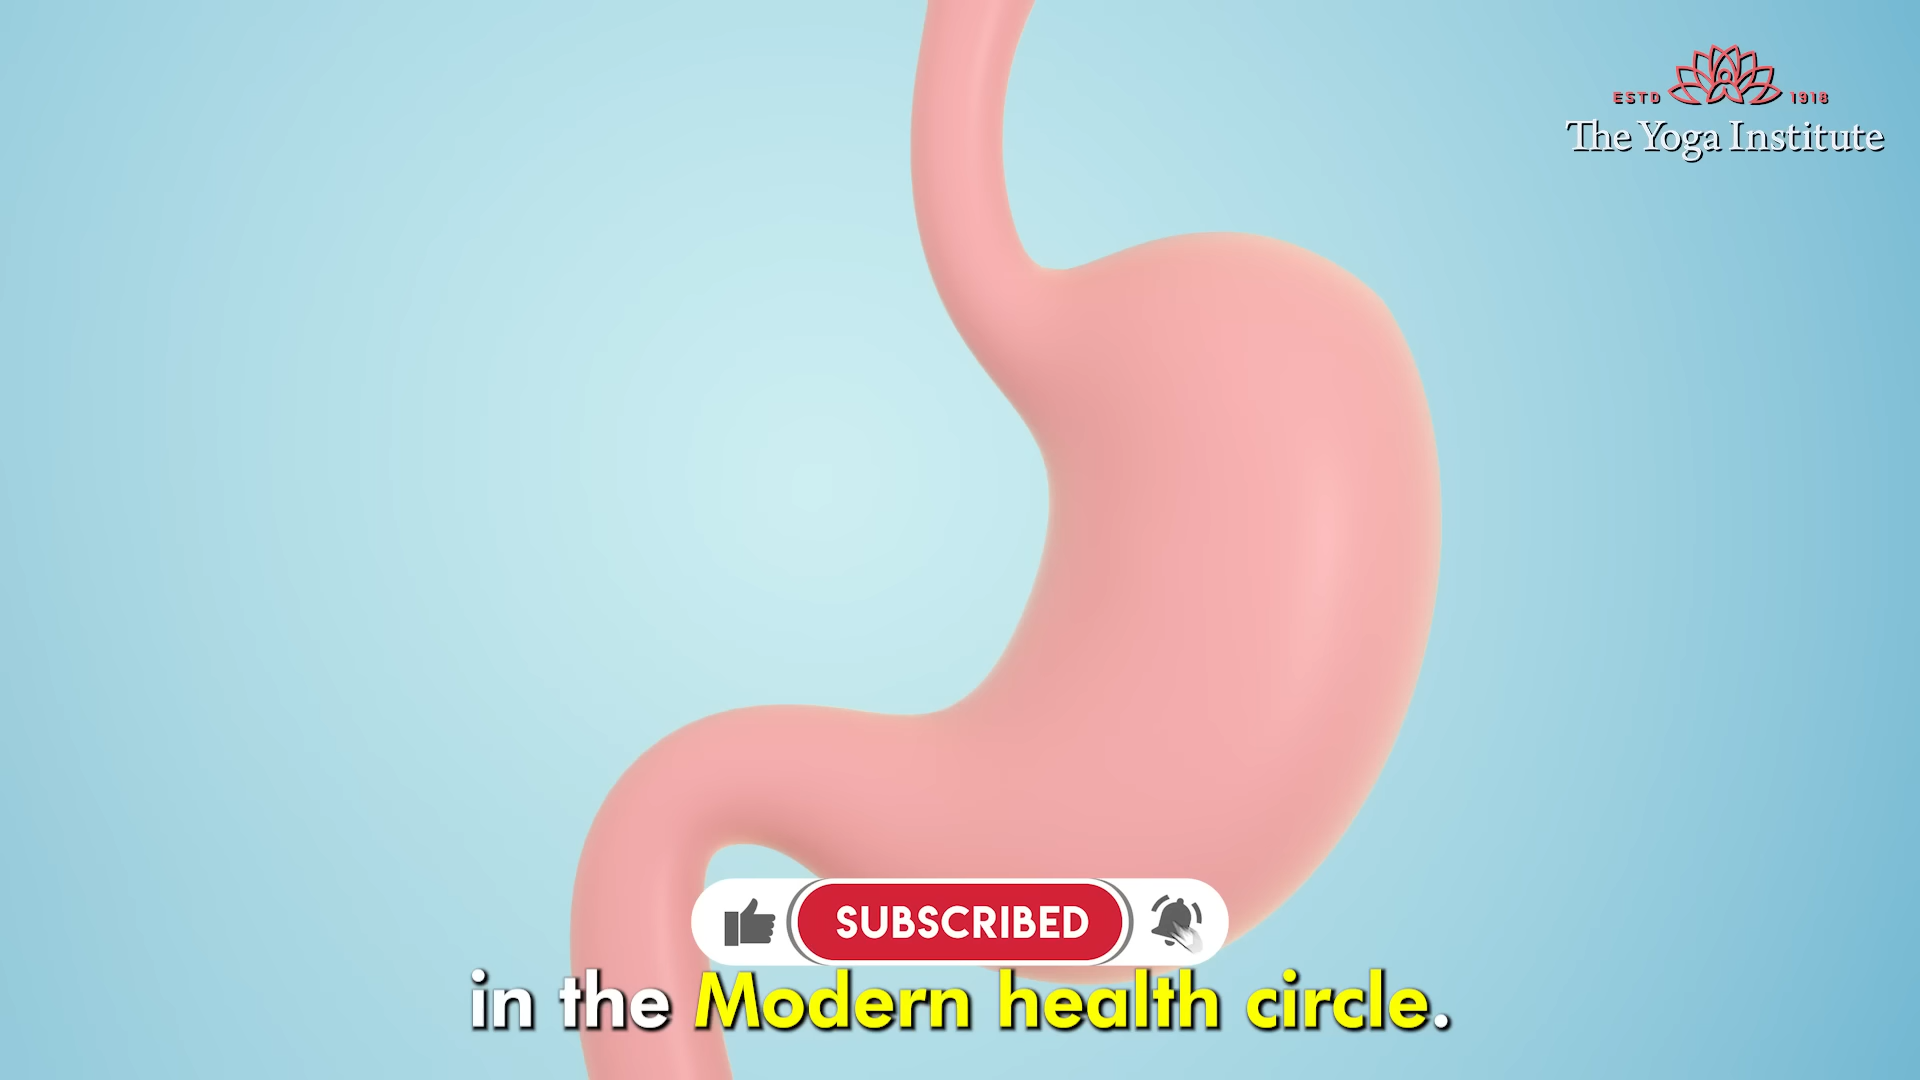 ESTD 1918
The Yoga Institute
SUBSCRIBED
in the Modern health circle.